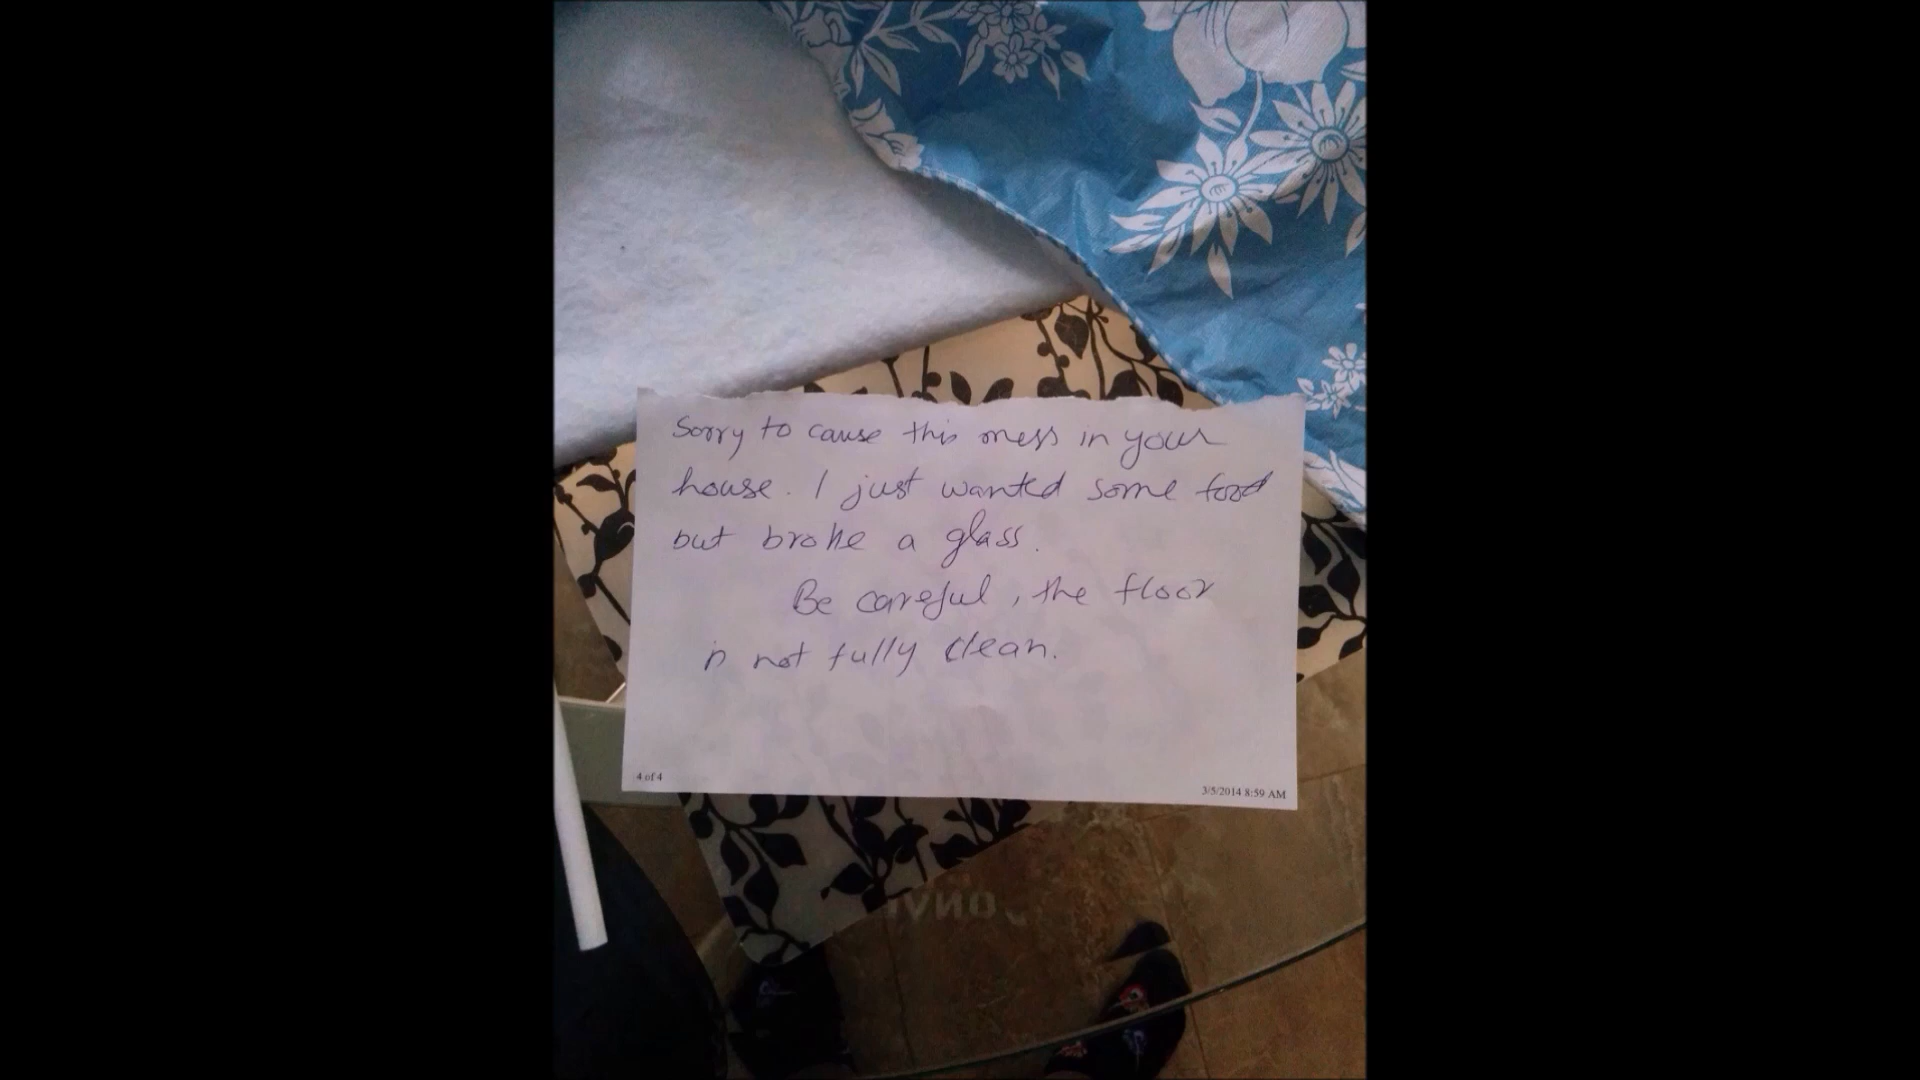 Sorry to cause this mess in your
house. I just wanted some food
but broke a glass.
Be careful, the floor
is not fully clean.
4 of 4
3/5/2014 8:59 AM